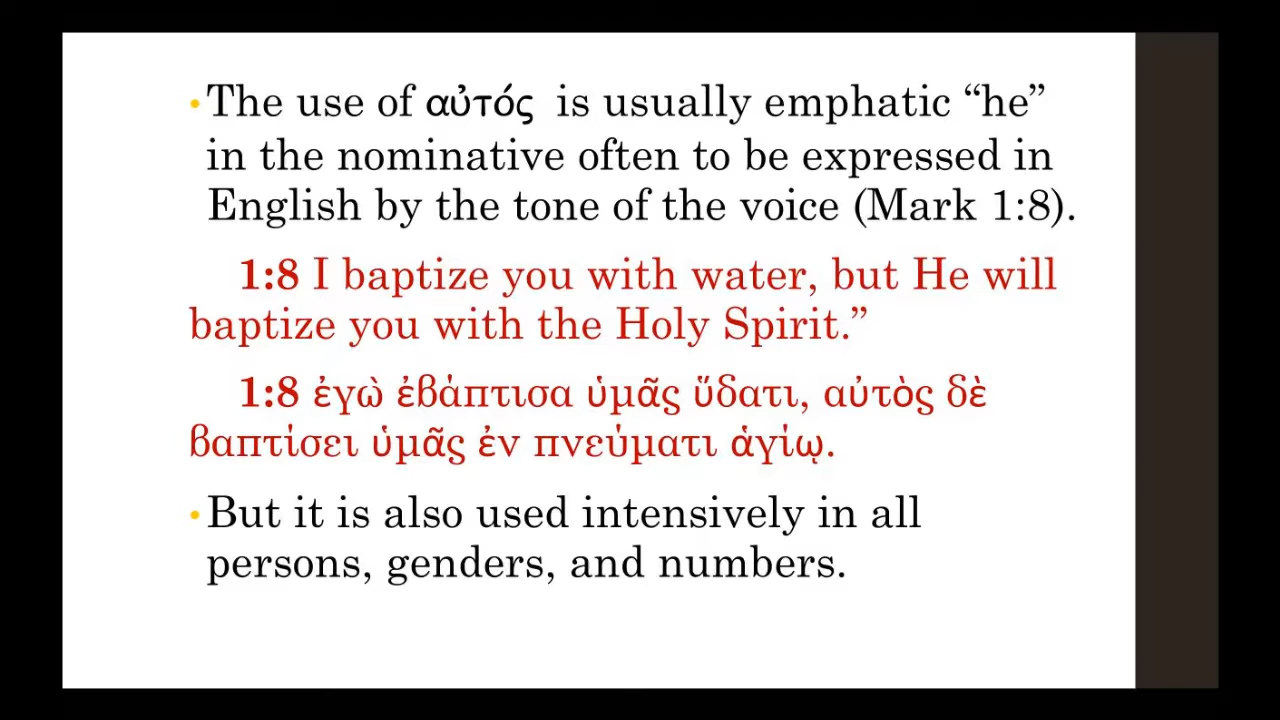 • The use of αὐτός is usually emphatic “he”
in the nominative often to be expressed in
English by the tone of the voice (Mark 1:8).
1:8 I baptize you with water, but He will
baptize you with the Holy Spirit.”
1:8 ἐγὼ ἐβάπτισα ὑμᾶς ὕδατι, αὐτὸς δὲ
βαπτίσει ὑμᾶς ἐν πνεύματι ἁγίῳ.
• But it is also used intensively in all
persons, genders, and numbers.